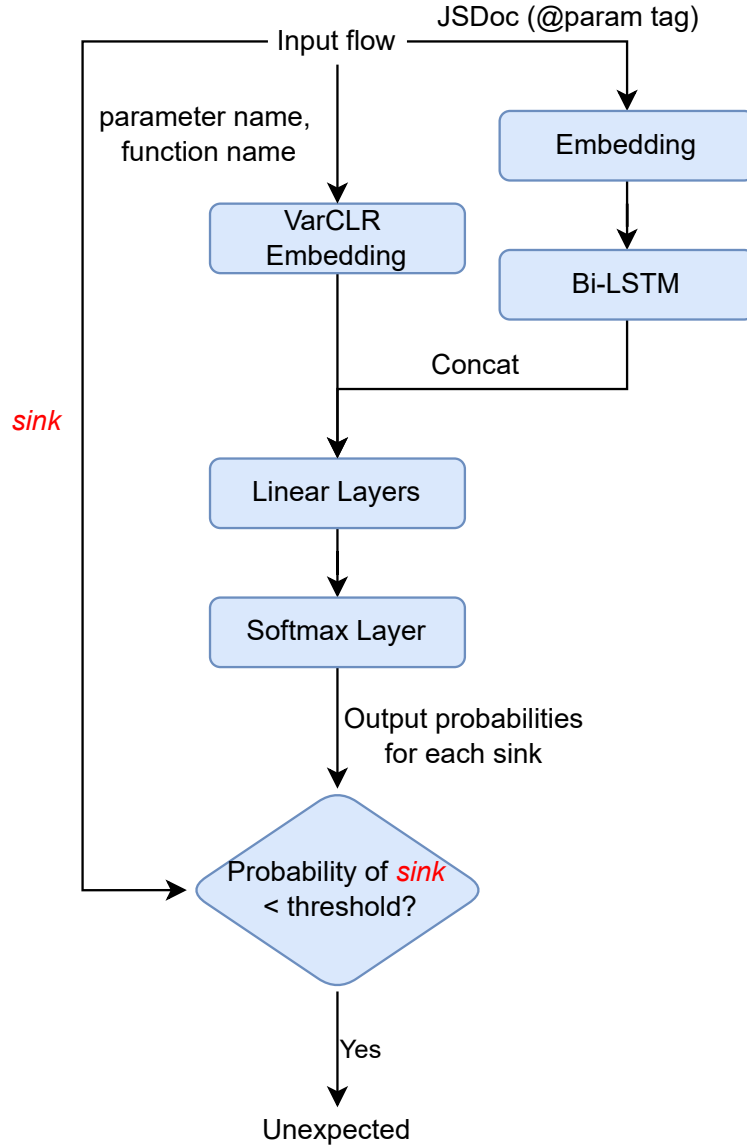 JSDoc (@param tag)
Input flow
parameter name,
function name
Embedding
VarCLR
Embedding
Bi-LSTM
Concat
sink
Linear Layers
Softmax Layer
Output probabilities
for each sink
Probability of sink
< threshold?
Yes
Unexpected